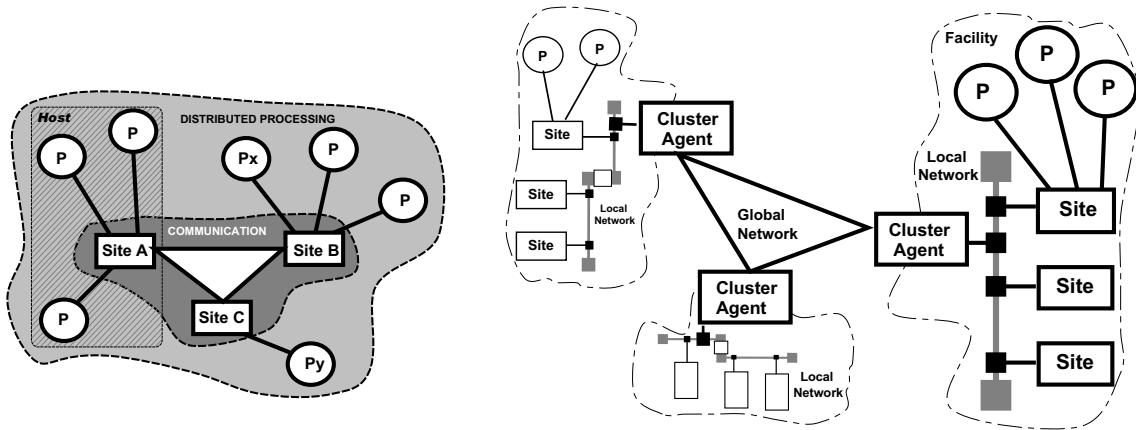 Host
DISTRIBUTED PROCESSING
P
P
Px
P
P
COMMUNICATION
Site A
Site B
P
Site C
Py
P
P
Site
Cluster
Agent
Site
Local
Network
Site
Global
Network
Cluster
Agent
Local
Network
Facility
P
P
P
Local
Network
Cluster
Agent
Site
Site
Site